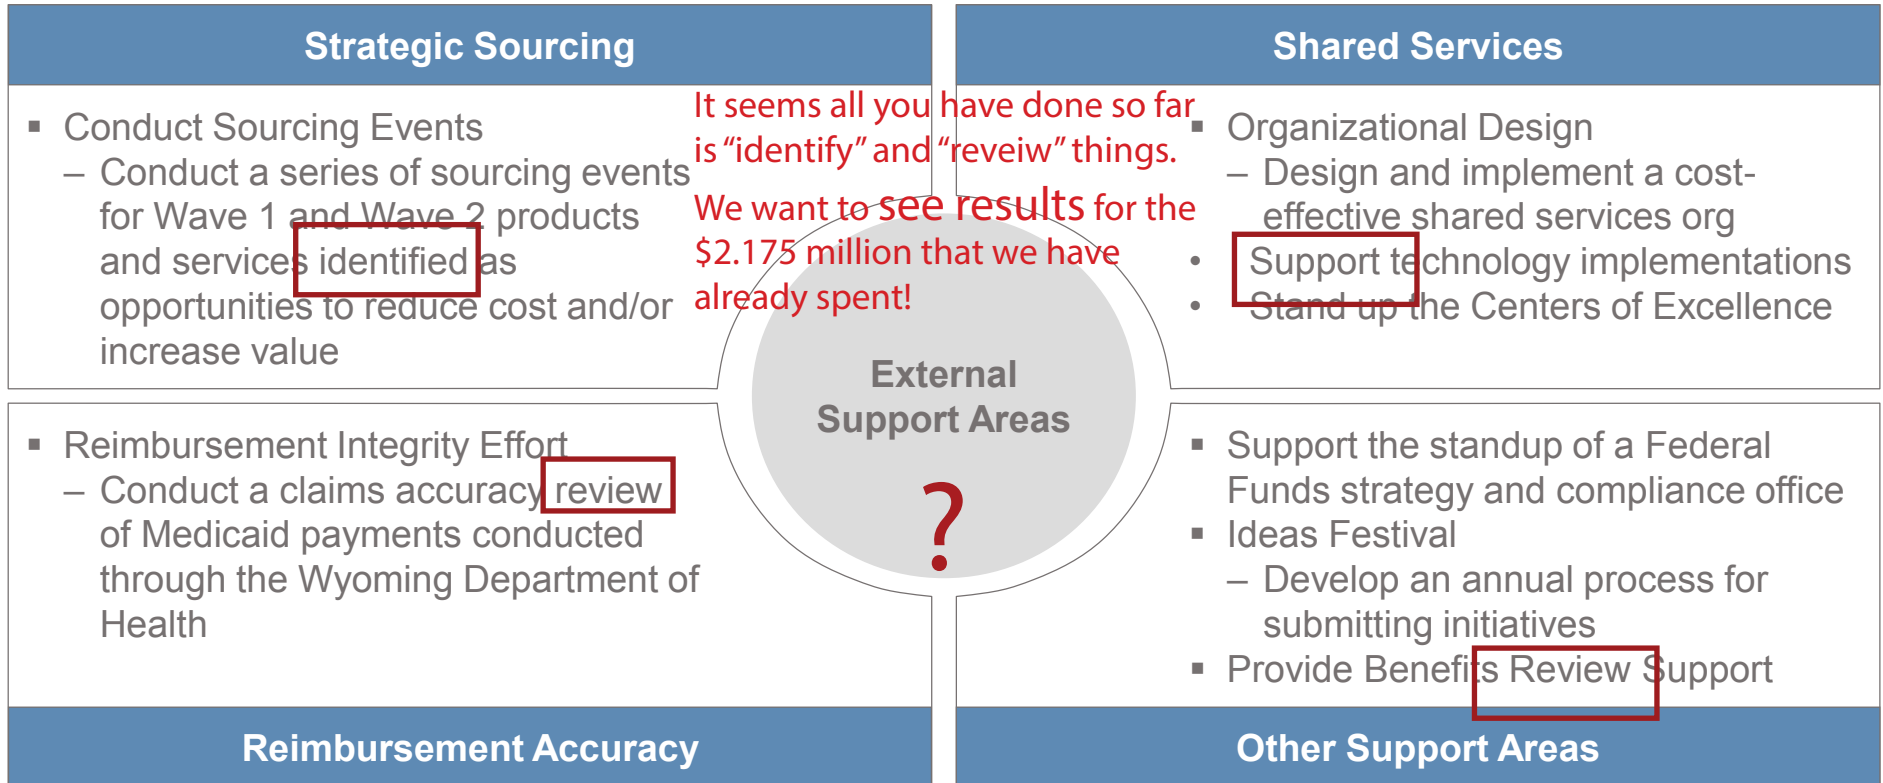 Strategic Sourcing
▪ Conduct Sourcing Events
– Conduct a series of sourcing events
for Wave 1 and Wave 2 products
and services identified as
opportunities to reduce cost and/or
increase value
It seems all you have done so far
is “identify” and “reveiw” things.
We want to see results for the
$2.175 million that we have
already spent!
Shared Services
▪ Organizational Design
– Design and implement a cost-
effective shared services org
• Support technology implementations
• Stand up the Centers of Excellence
External
Support Areas
?
▪ Reimbursement Integrity Effort
– Conduct a claims accuracy review
of Medicaid payments conducted
through the Wyoming Department of
Health
Reimbursement Accuracy
▪ Support the standup of a Federal
Funds strategy and compliance office
▪ Ideas Festival
– Develop an annual process for
submitting initiatives
▪ Provide Benefits Review Support
Other Support Areas